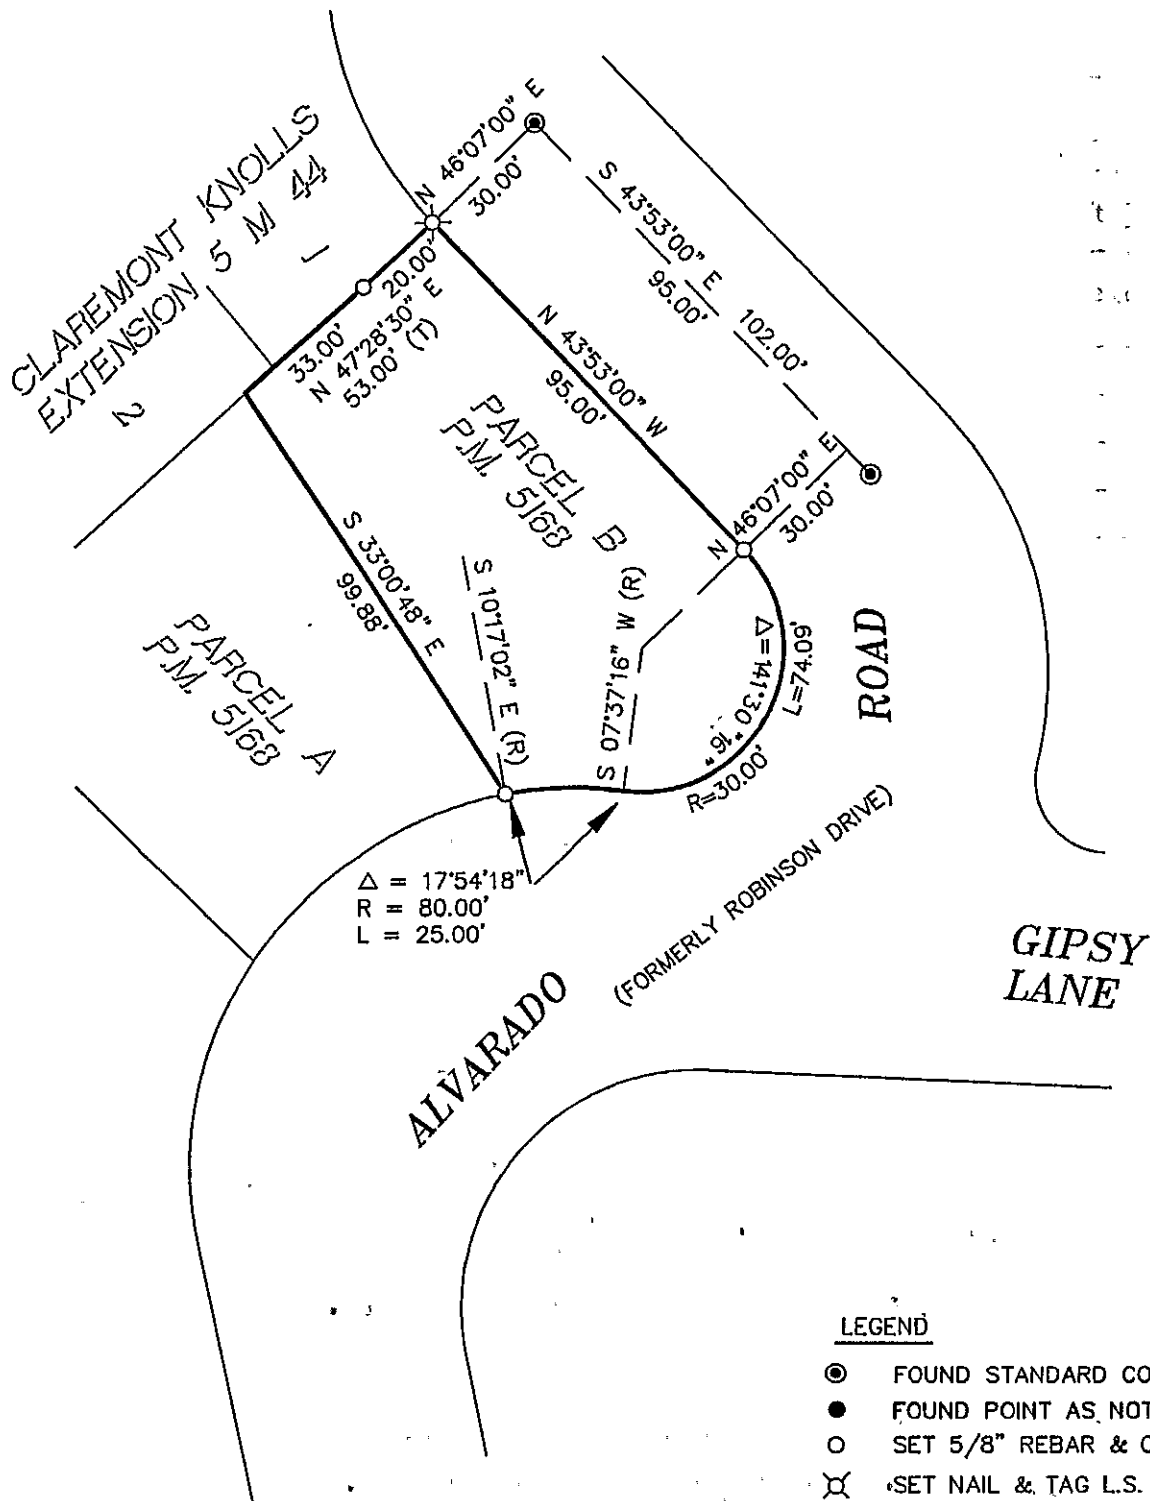 CLAREMONT KNOLLS
EXTENSION 5 M 44
1
2
N 46°07'00" E
30.00'
S 43°53'00" E
95.00'
102.00'
20.00'
33.00'
N 47°28'30" E
53.00' (T)
N 43°53'00" W
95.00'
PARCEL B
P.M. 5168
N 46°07'00" E
30.00'
S 33°00'48" E
99.88'
S 10°17'02" E (R)
S 07°37'16" W (R)
PARCEL A
P.M. 5168
Δ=141°30'16"
L=74.09'
R=30.00'
ROAD
Δ = 17°54'18"
R = 80.00'
L = 25.00'
ALVARADO
(FORMERLY ROBINSON DRIVE)
GIPSY
LANE
LEGEND
FOUND STANDARD CO
FOUND POINT AS NOT
SET 5/8" REBAR & C
SET NAIL & TAG L.S.